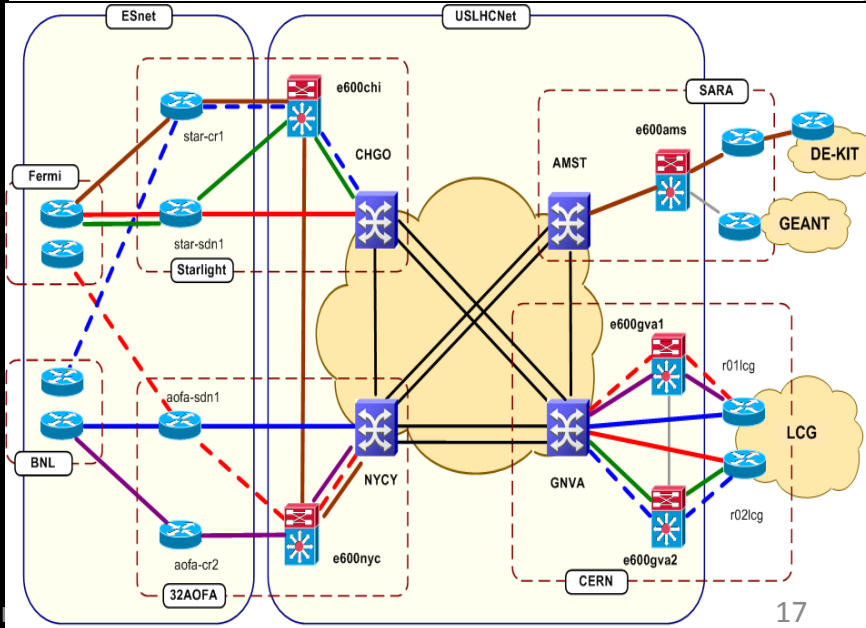 ESnet
USLHCNet
e600chi
SARA
star-cr1
e600ams
CHGO
AMST
DE-KIT
Fermi
GEANT
star-sdn1
Starlight
e600gva1
r01lcg
aofa-sdn1
LCG
BNL
NYCY
GNVA
r02lcg
aofa-cr2
e600nyc
e600gva2
CERN
32AOFA
17